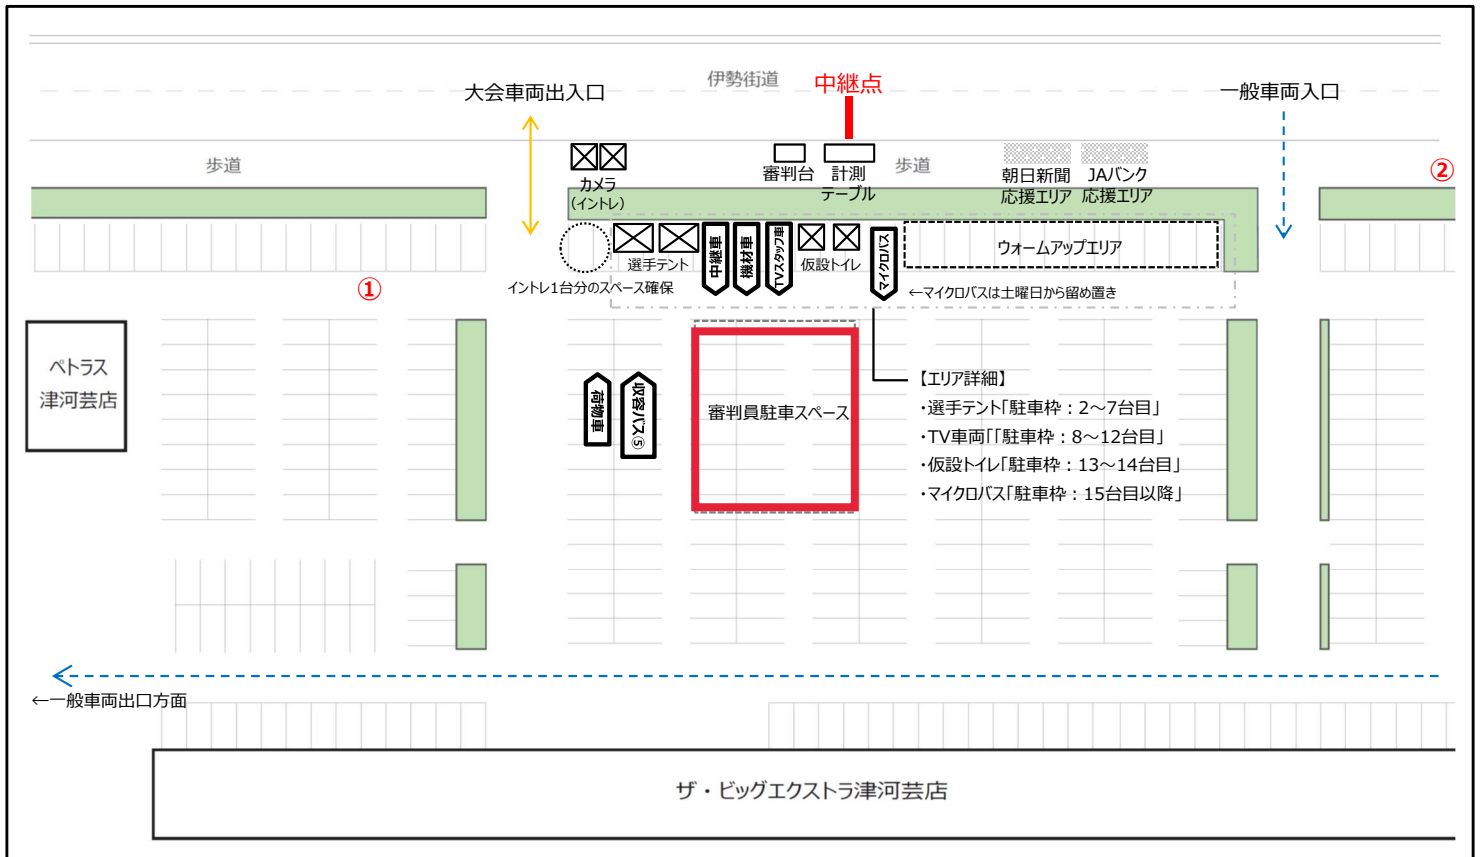 伊勢街道
中継点
大会車両出入口
一般車両入口
歩道
カメラ
（イントレ）
審判台
計測
テーブル
歩道
朝日新聞
応援エリア
JAバンク
応援エリア
②
選手テント
中継車
機材車
TVスタッフ車
仮設トイレ
マイクロバス
ウォームアップエリア
イントレ1台分のスペース確保
←マイクロバスは土曜日から留め置き
①
ペトラス
津河芸店
荷物車
収容バス⑤
審判員駐車スペース
【エリア詳細】
・選手テント「駐車枠：2～7台目」
・TV車両「「駐車枠：8～12台目」
・仮設トイレ「駐車枠：13～14台目」
・マイクロバス「駐車枠：15台目以降」
←一般車両出口方面
ザ・ビッグエクストラ津河芸店